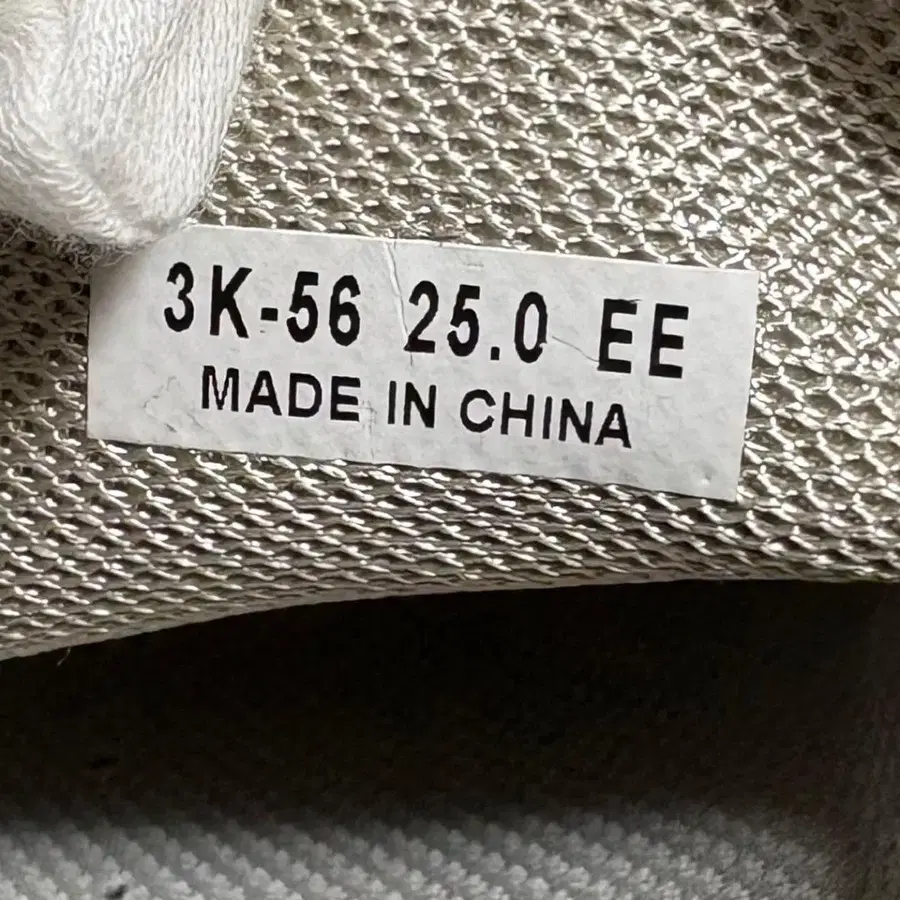 3K-56 25.0 EE
MADE IN CHINA